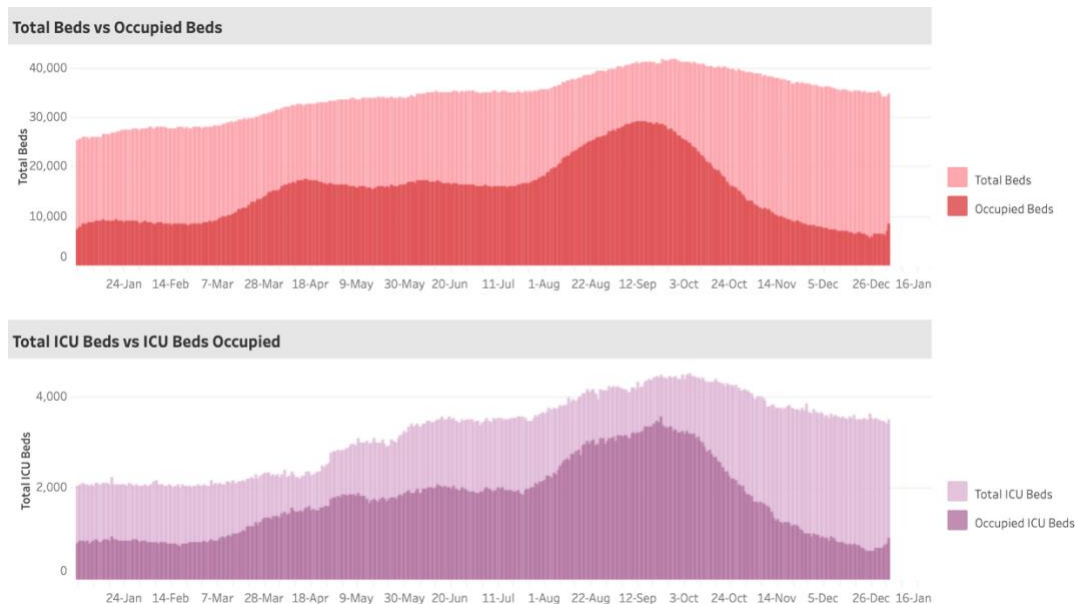 Total Beds vs Occupied Beds
40,000
30,000
20,000
10,000
0
Total Beds
24-Jan 14-Feb 7-Mar 28-Mar 18-Apr 9-May 30-May 20-Jun 11-Jul 1-Aug 22-Aug 12-Sep 3-Oct 24-Oct 14-Nov 5-Dec 26-Dec 16-Jan
Total Beds
Occupied Beds
Total ICU Beds vs ICU Beds Occupied
4,000
2,000
0
Total ICU Beds
24-Jan 14-Feb 7-Mar 28-Mar 18-Apr 9-May 30-May 20-Jun 11-Jul 1-Aug 22-Aug 12-Sep 3-Oct 24-Oct 14-Nov 5-Dec 26-Dec 16-Jan
Total ICU Beds
Occupied ICU Beds